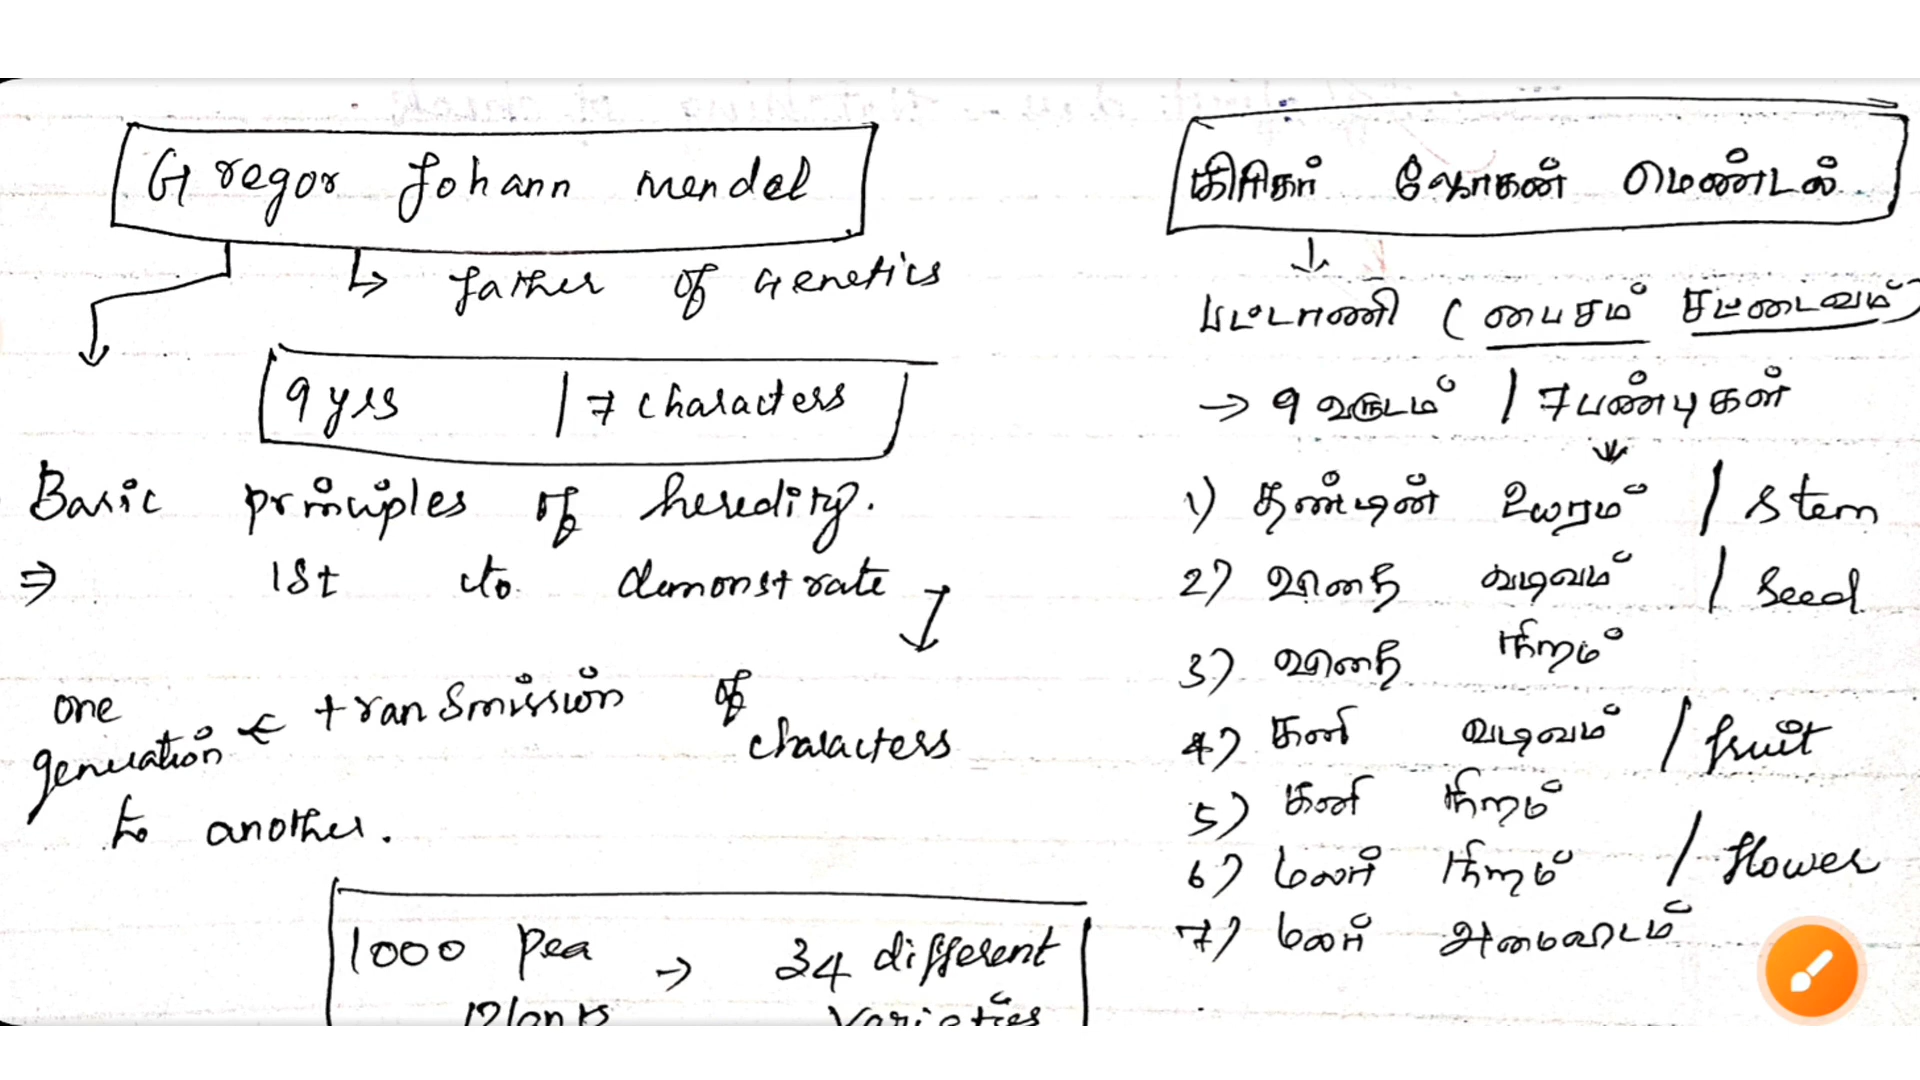 Gregor Johann Mendel
father of Genetics
9 yrs | 7 characters
Basic principles of heredity.
⇒ 1st to demonstrate
transmission of characters
one generation
to another.
1000 pea → 34 different
plants varieties
கிரிகர் ஜோகன் மெண்டல்
பட்டாணி (பைசம் சட்டைவம்)
→ 9 வருடம் / 7 பண்புகள்
1) தண்டின் உயரம் / stem
2) விதை வடிவம் / Seed
3) விதை நிறம்
4) கனி வடிவம் / fruit
5) கனி நிறம்
6) மலர் நிறம் / flower
7) மலர் அமைவிடம்